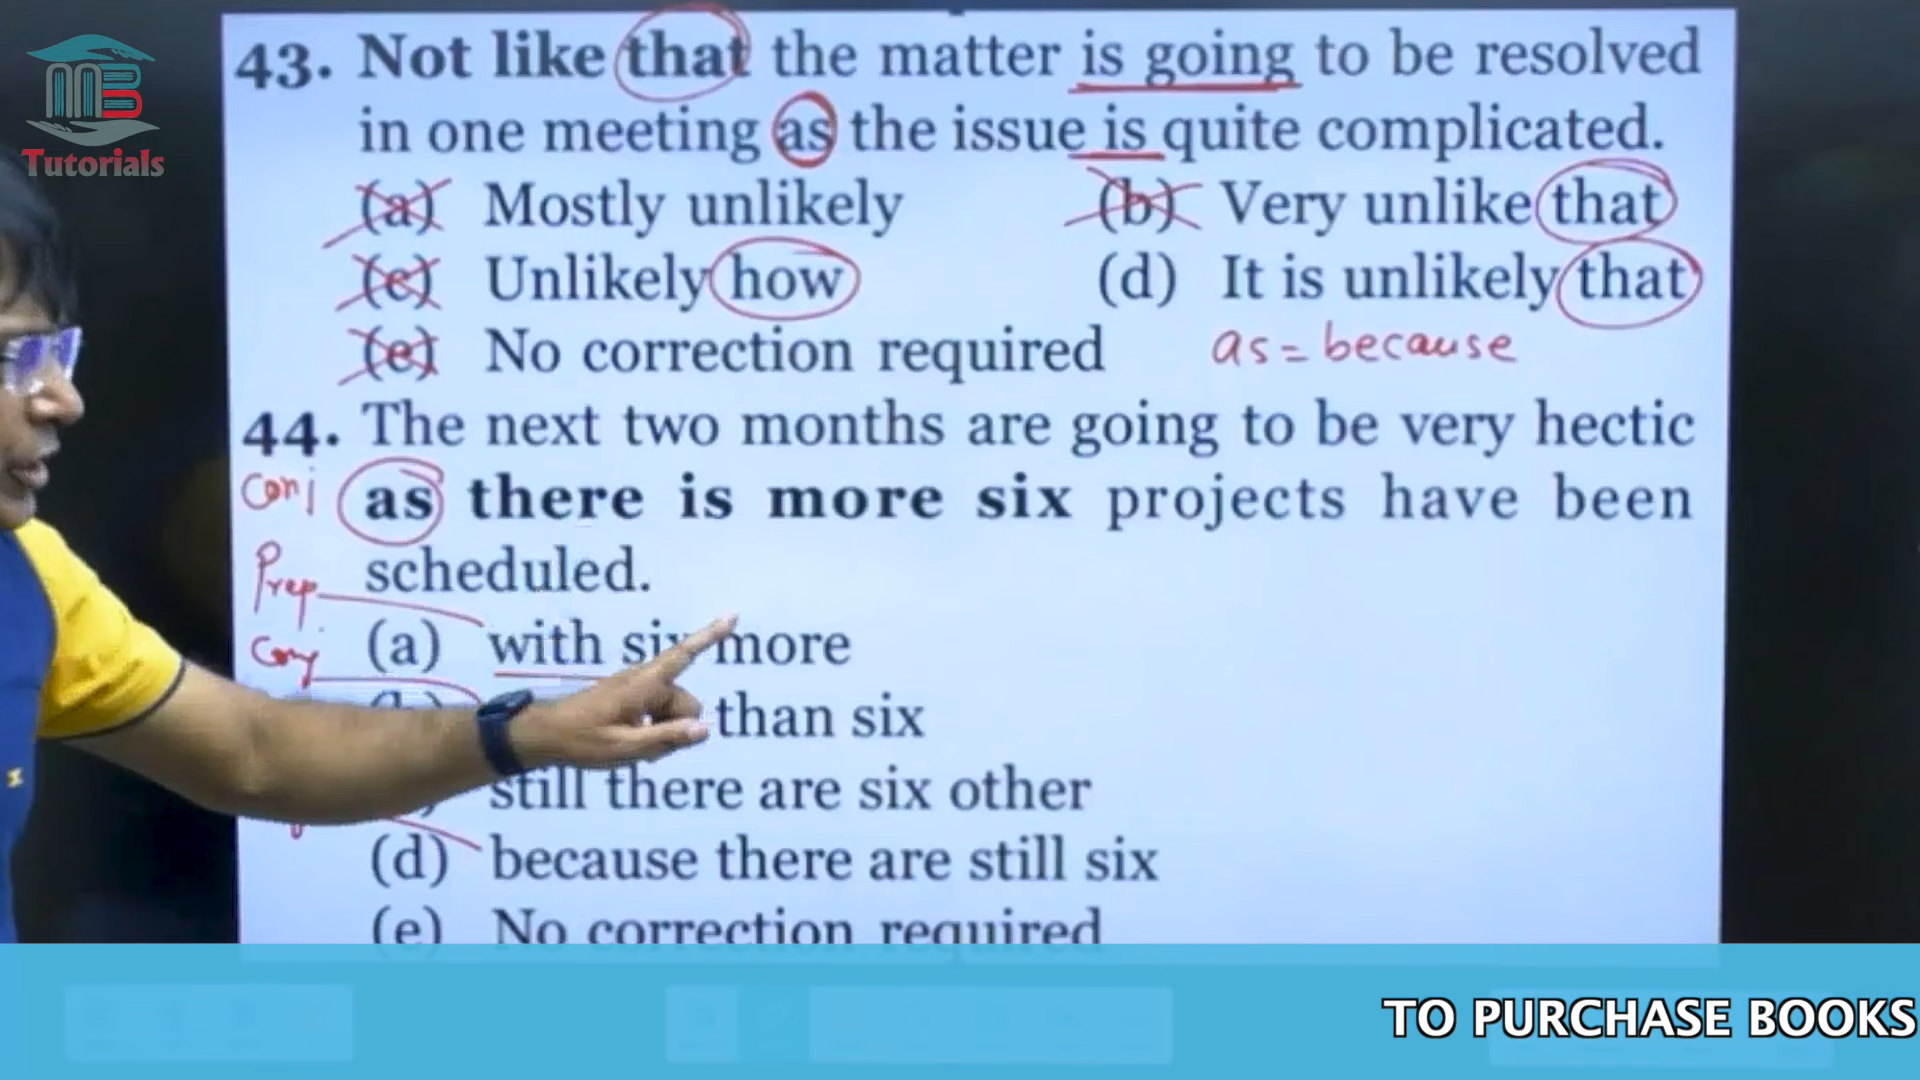 Tutorials
43. Not like that the matter is going to be resolved
in one meeting as the issue is quite complicated.
(a) Mostly unlikely (b) Very unlike that
(c) Unlikely how (d) It is unlikely that
(e) No correction required as = because
44. The next two months are going to be very hectic
Conj as there is more six projects have been
Prep scheduled.
Conj (a) with six more
than six
still there are six other
(d) because there are still six
(e) No correction required
TO PURCHASE BOOKS